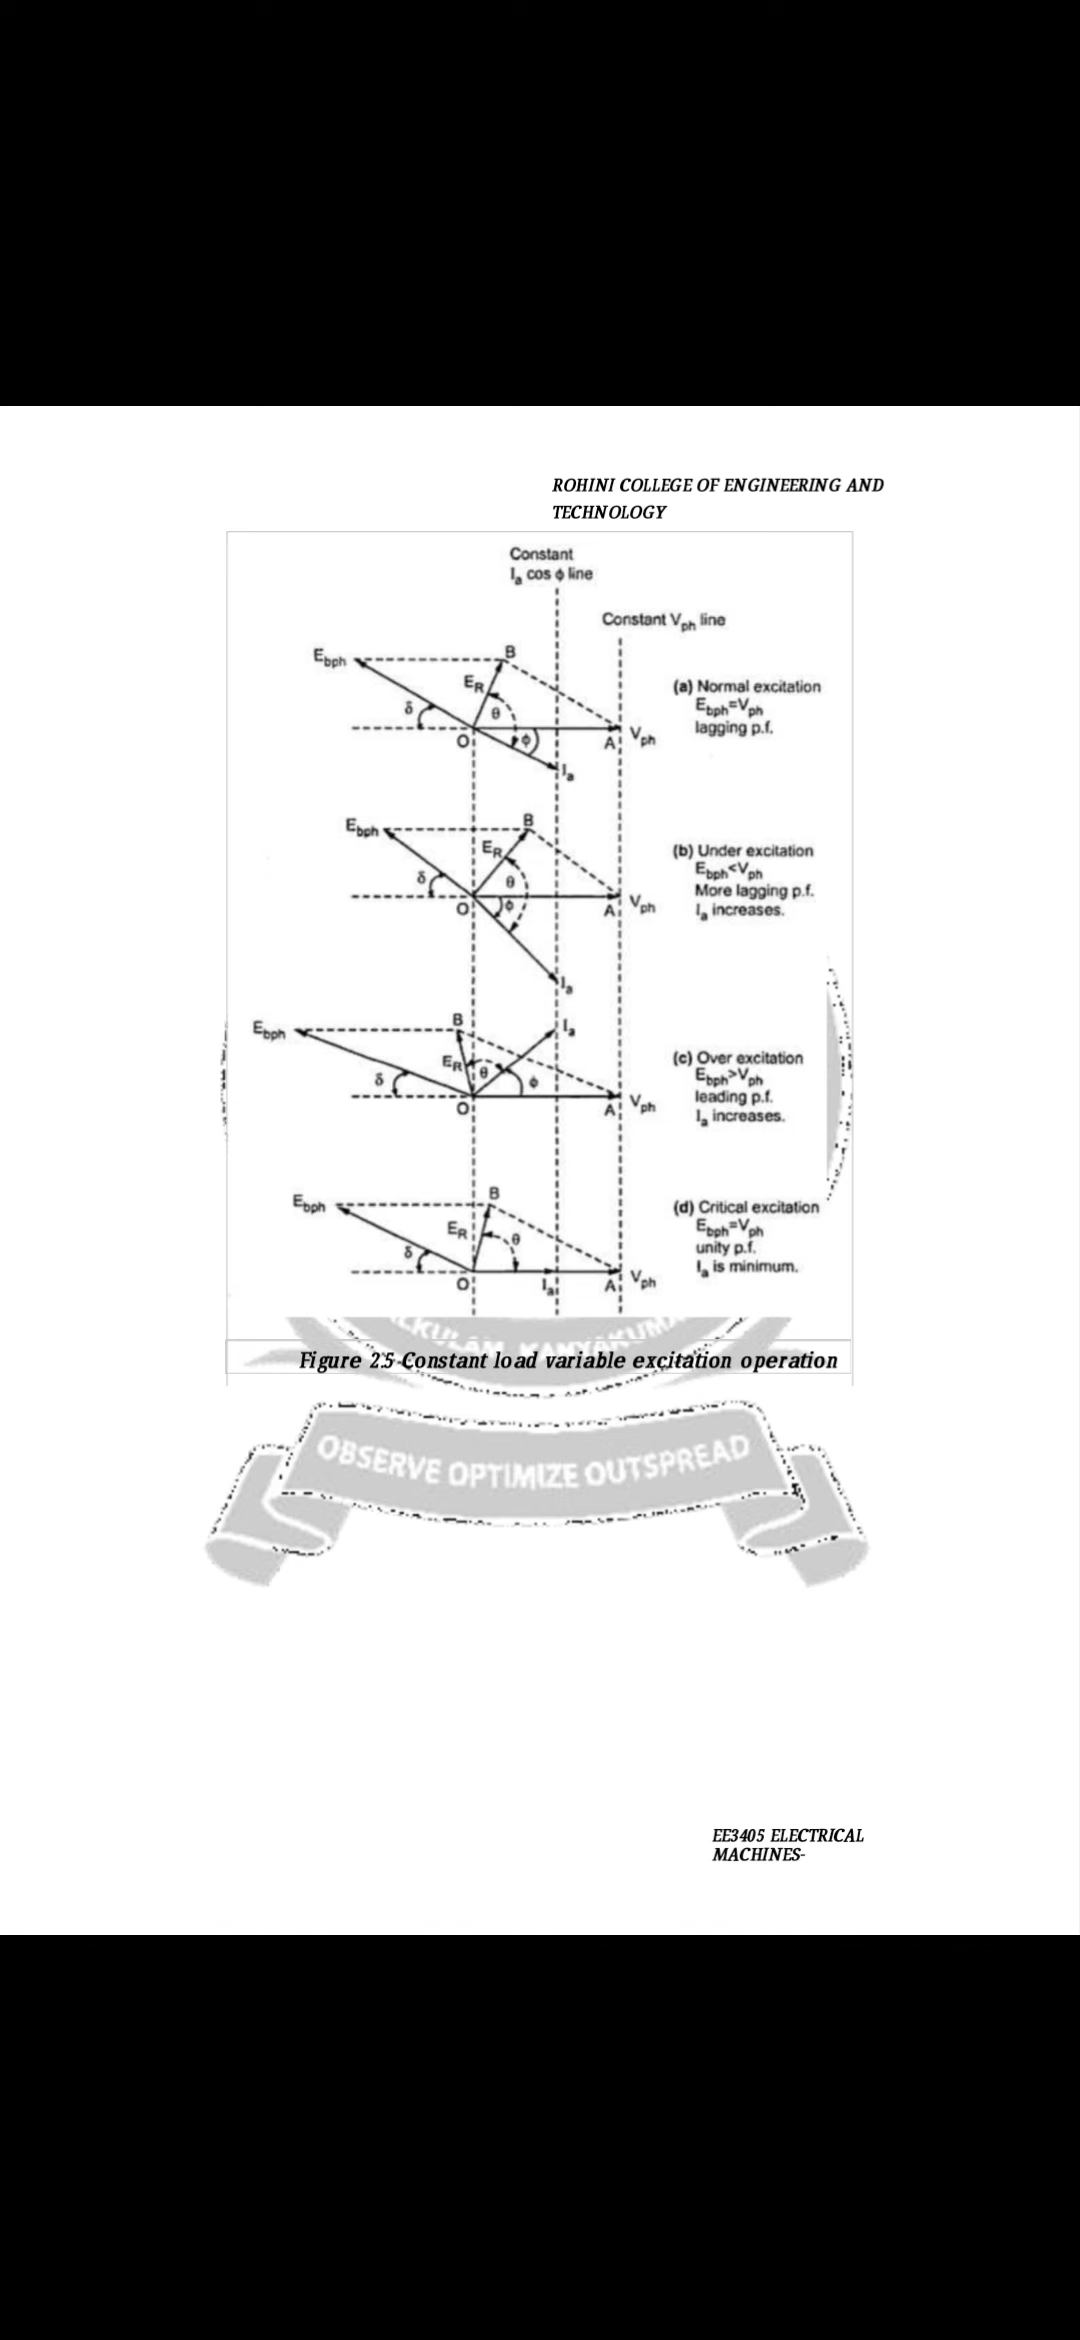 ROHINI COLLEGE OF ENGINEERING AND
TECHNOLOGY
Constant
Iₐ cos ϕ line
Constant Vph line
Ebph
B
ER
δ
θ
O
ϕ
A
Vph
Iₐ
(a) Normal excitation
Ebph=Vph
lagging p.f.
Ebph
B
ER
δ
θ
O
ϕ
A
Vph
Iₐ
(b) Under excitation
Ebph<Vph
More lagging p.f.
Iₐ increases.
Ebph
B
Iₐ
ER
δ
θ
ϕ
O
A
Vph
(c) Over excitation
Ebph>Vph
leading p.f.
Iₐ increases.
Ebph
B
ER
δ
θ
O
Iₐ
A
Vph
(d) Critical excitation
Ebph=Vph
unity p.f.
Iₐ is minimum.
KULAM, KANYAKUMA
Figure 2.5-Constant load variable excitation operation
OBSERVE OPTIMIZE OUTSPREAD
EE3405 ELECTRICAL
MACHINES-